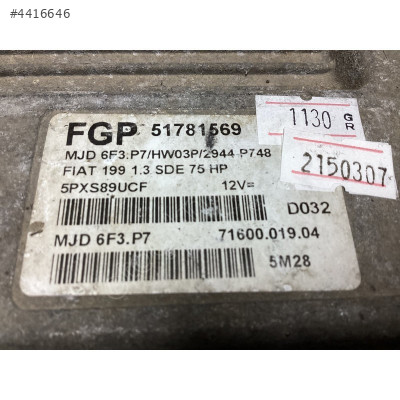 #4416646
FGP 51781569
MJD 6F3.P7/HW03P/2944 P748
FIAT 199 1.3 SDE 75 HP
5PXS89UCF 12V=
D032
MJD 6F3.P7 71600.019.04
5M28
1130 GR
2150307